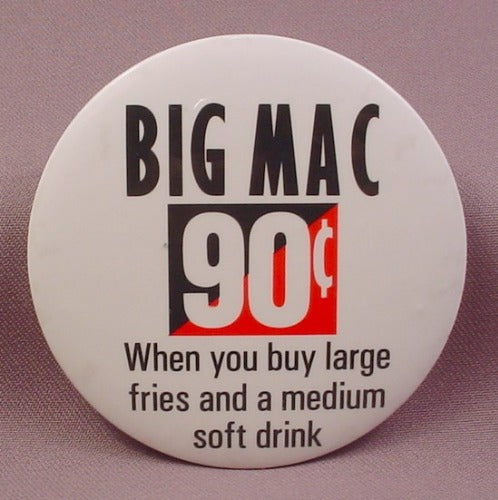 BIG MAC
90¢
When you buy large
fries and a medium
soft drink